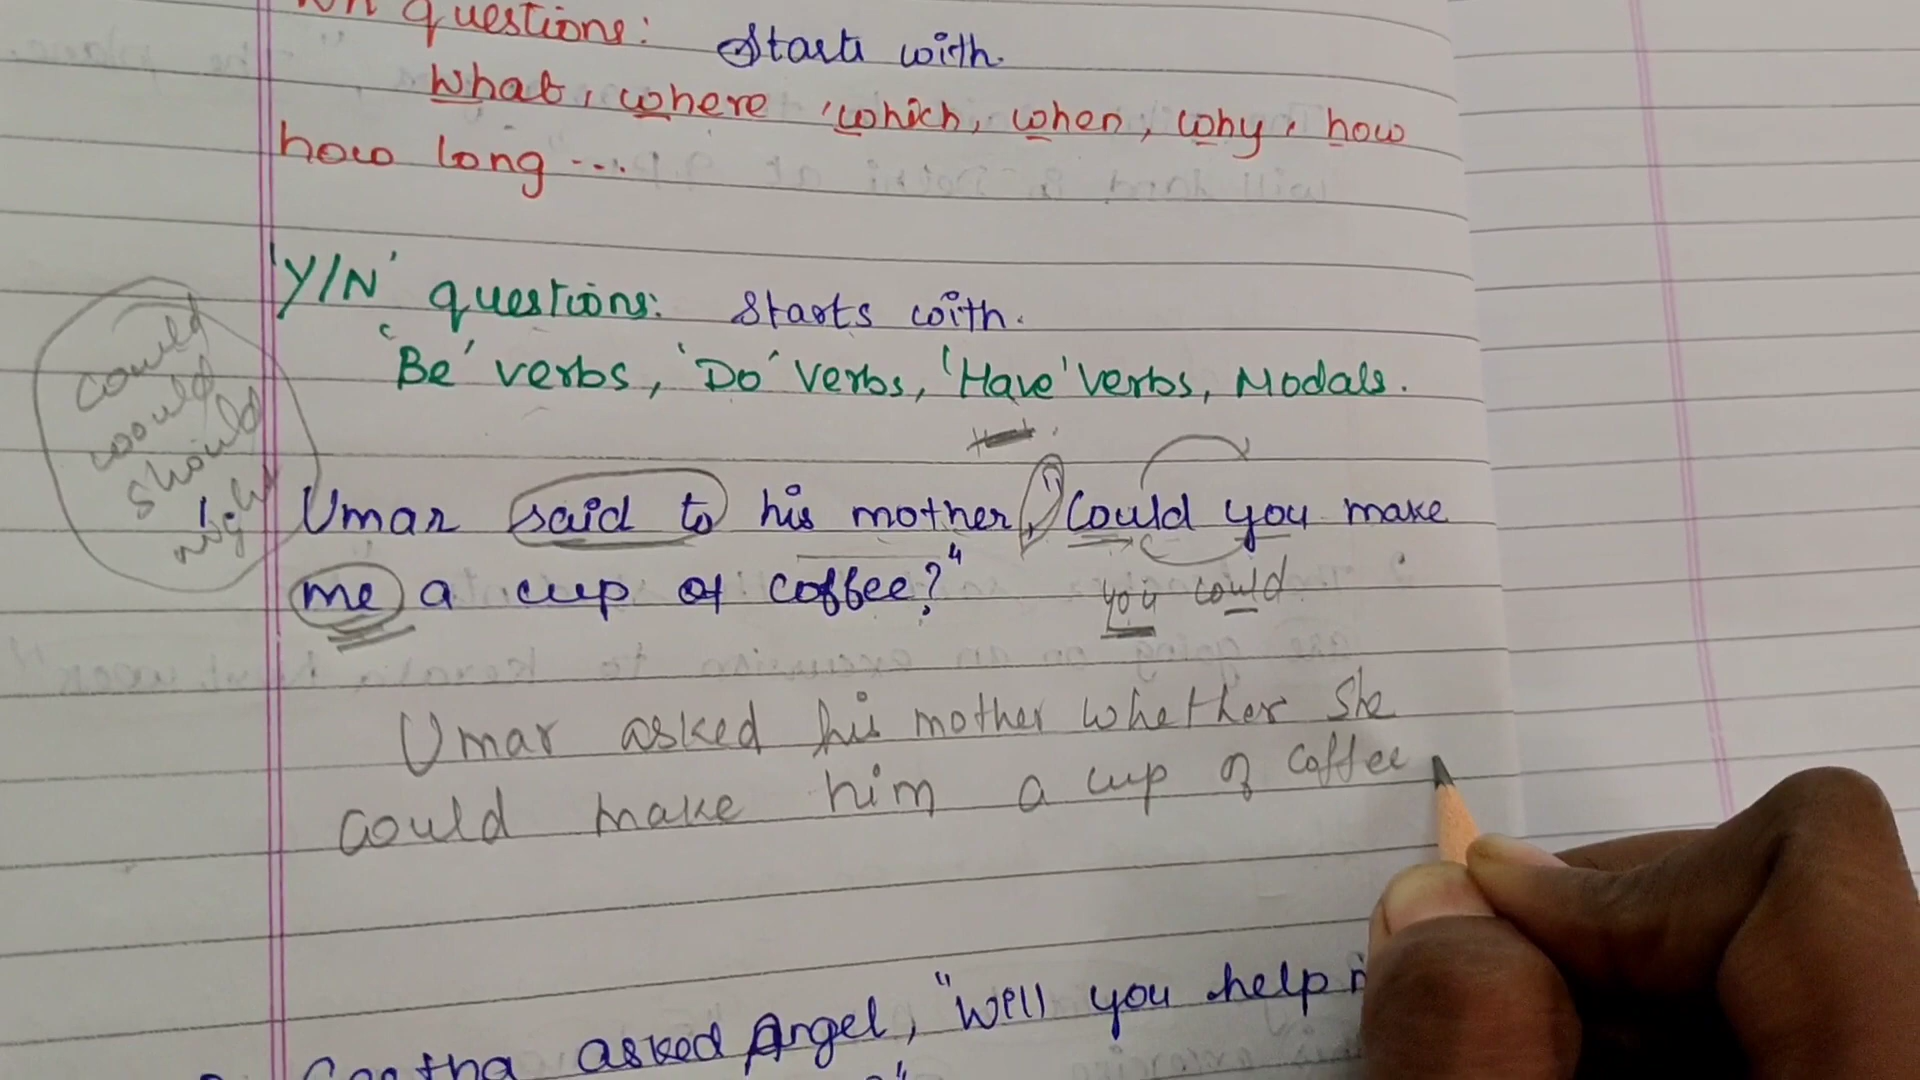 questions: Starts with.
What, where, which, when, why, how
how long ...
'Y/N' questions: Starts with.
'Be' verbs, 'Do' verbs, 'Have' verbs, Modals.
could
would
should
might
1. Umar said to his mother, "Could you make
me a cup of coffee?"
you could
Umar asked his mother whether she
could make him a cup of coffee
asked Angel, "Will you help